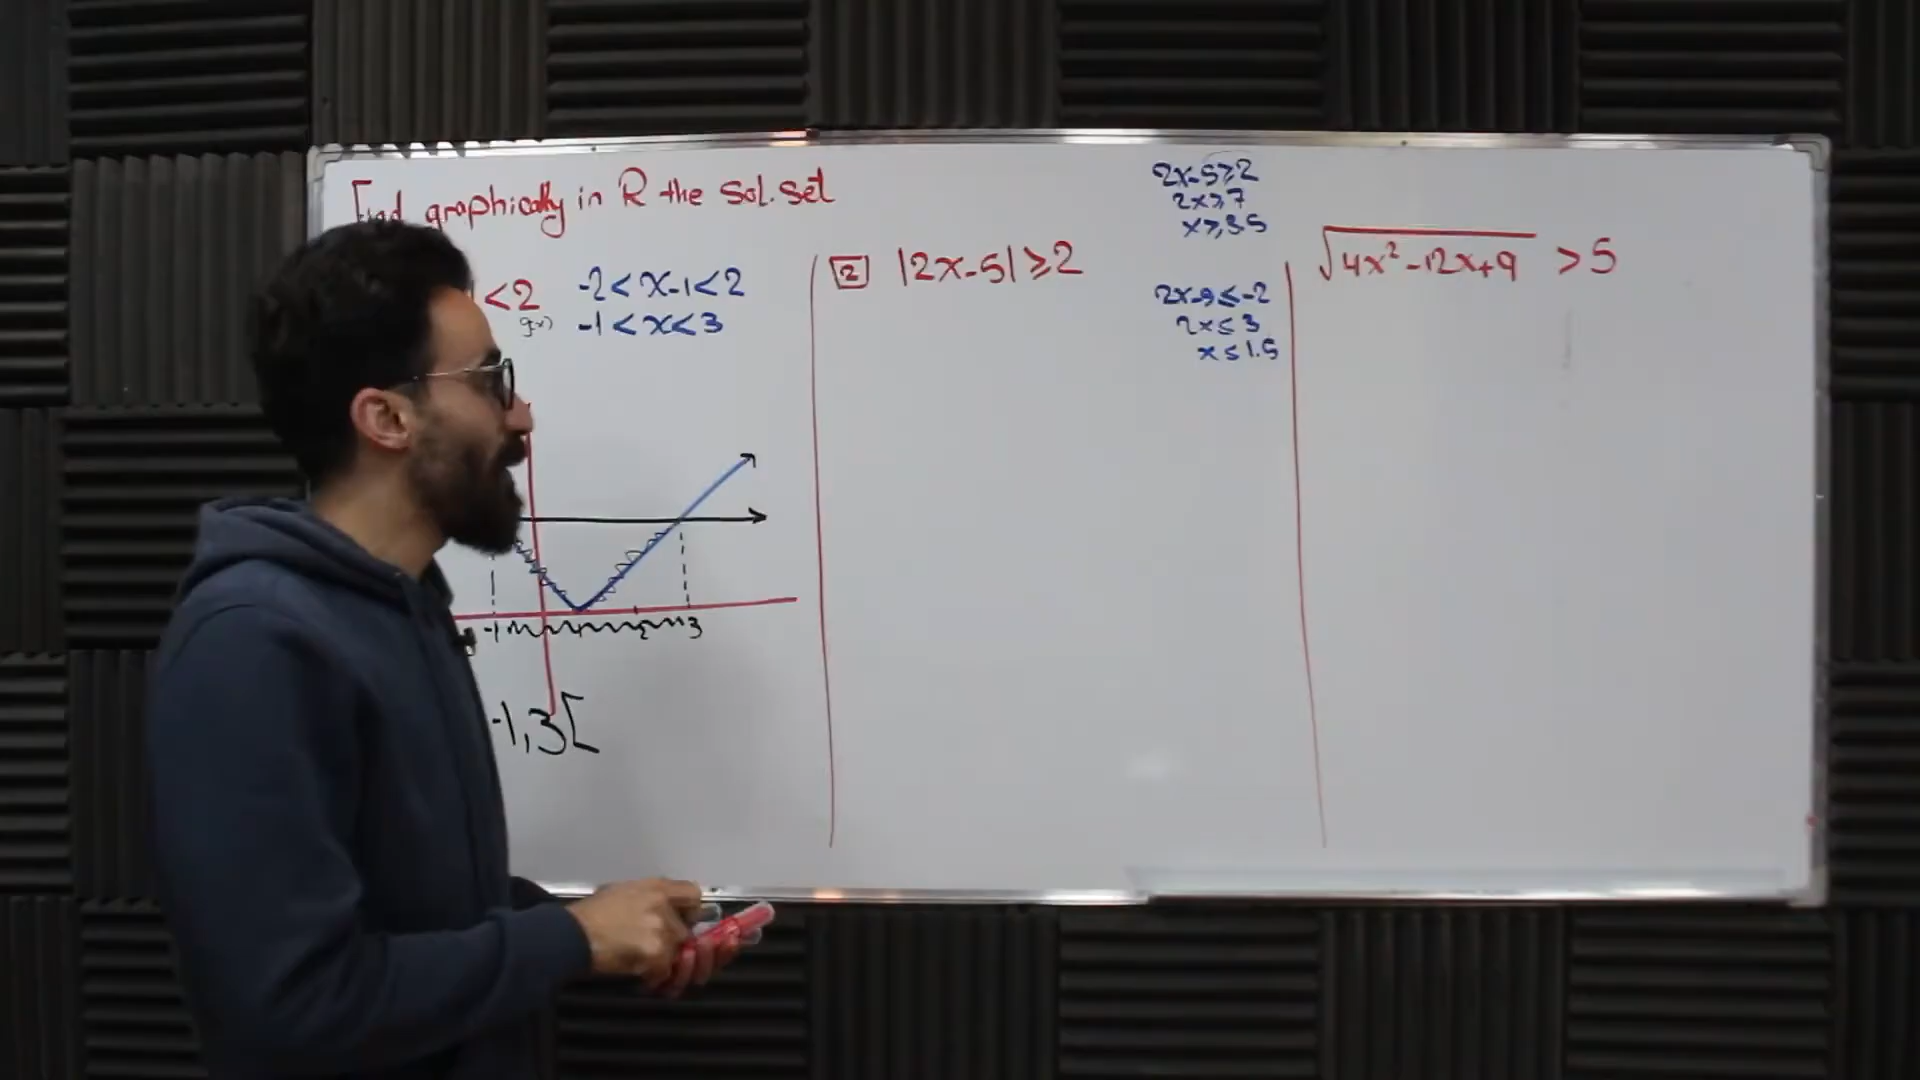 Find graphically in R the sol. set
<2
g(x)
-2<x-1<2
-1<x<3
-1 1 2 3
-1,3[
2 |2x-5|≥2
2x-5≥2
2x≥7
x≥3.5
2x-5≤-2
2x≤3
x≤1.5
√4x²-12x+9 >5